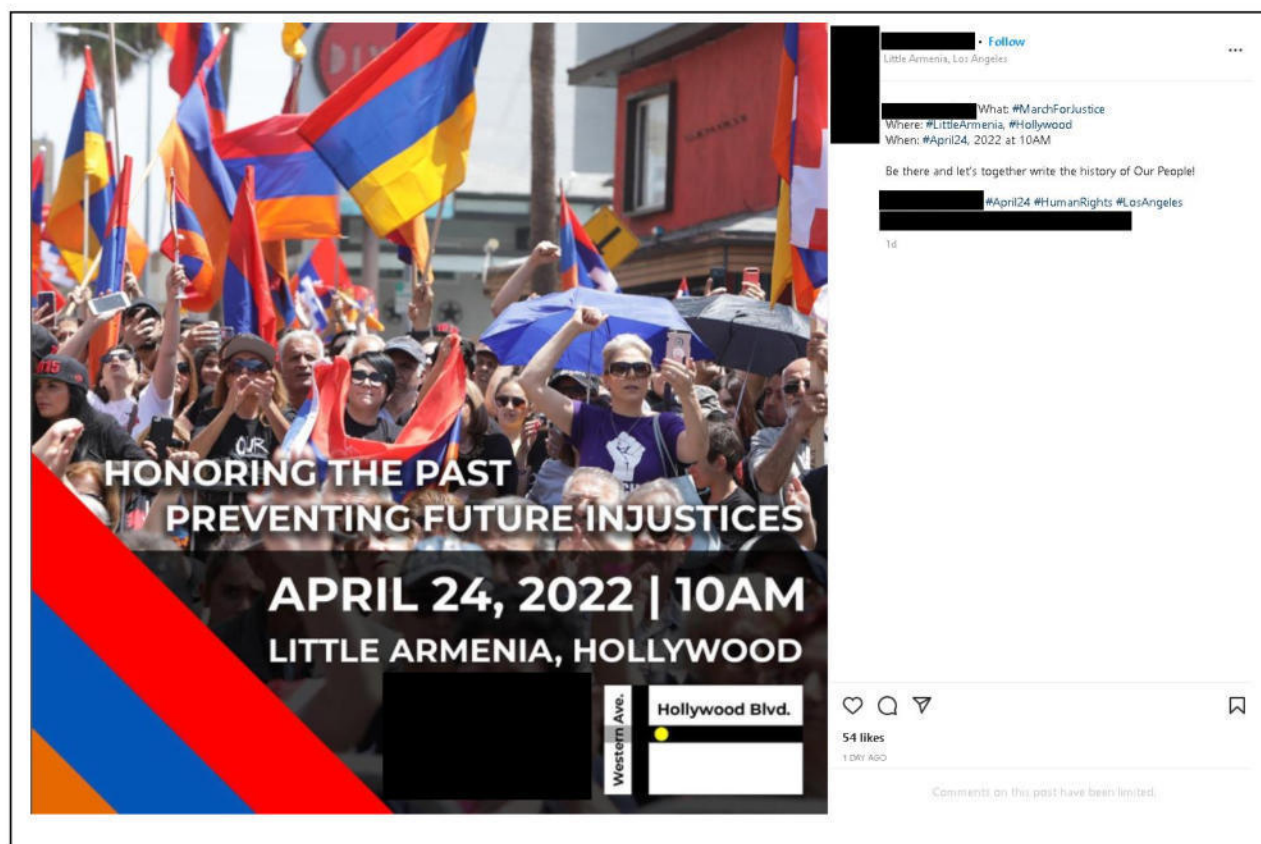 HONORING THE PAST
PREVENTING FUTURE INJUSTICES
APRIL 24, 2022 | 10AM
LITTLE ARMENIA, HOLLYWOOD
Western Ave.
Hollywood Blvd.
OUR
• Follow
Little Armenia, Los Angeles
What: #MarchForJustice
Where: #LittleArmenia, #Hollywood
When: #April24, 2022 at 10AM
Be there and let's together write the history of Our People!
#April24 #HumanRights #LosAngeles
1d
54 likes
1 DAY AGO
Comments on this post have been limited.